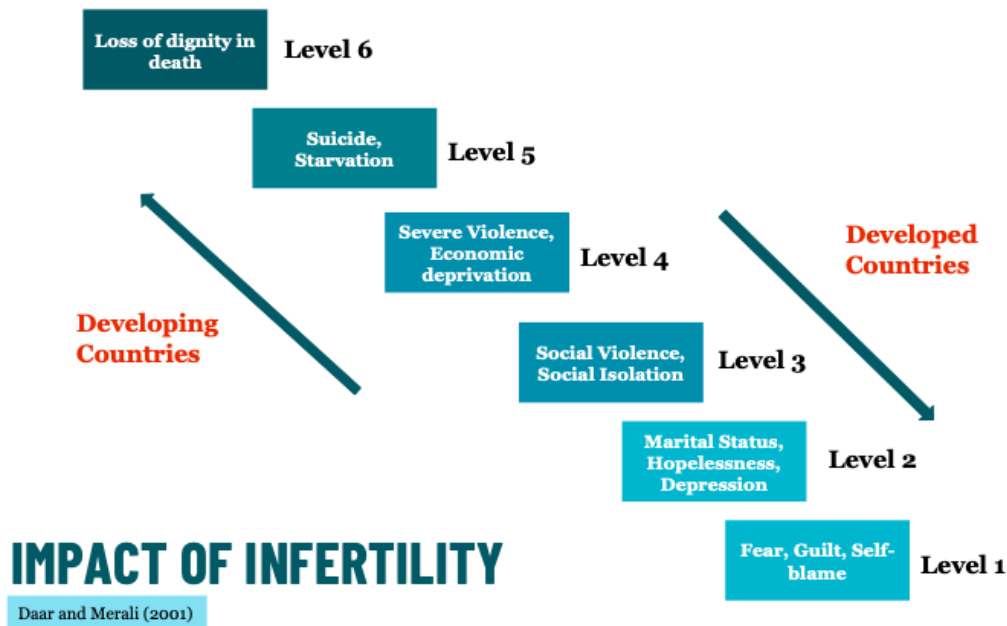 Loss of dignity in
death
Level 6
Suicide,
Starvation
Level 5
Severe Violence,
Economic
deprivation
Level 4
Developed
Countries
Developing
Countries
Social Violence,
Social Isolation
Level 3
Marital Status,
Hopelessness,
Depression
Level 2
Fear, Guilt, Self-
blame
Level 1
IMPACT OF INFERTILITY
Daar and Merali (2001)